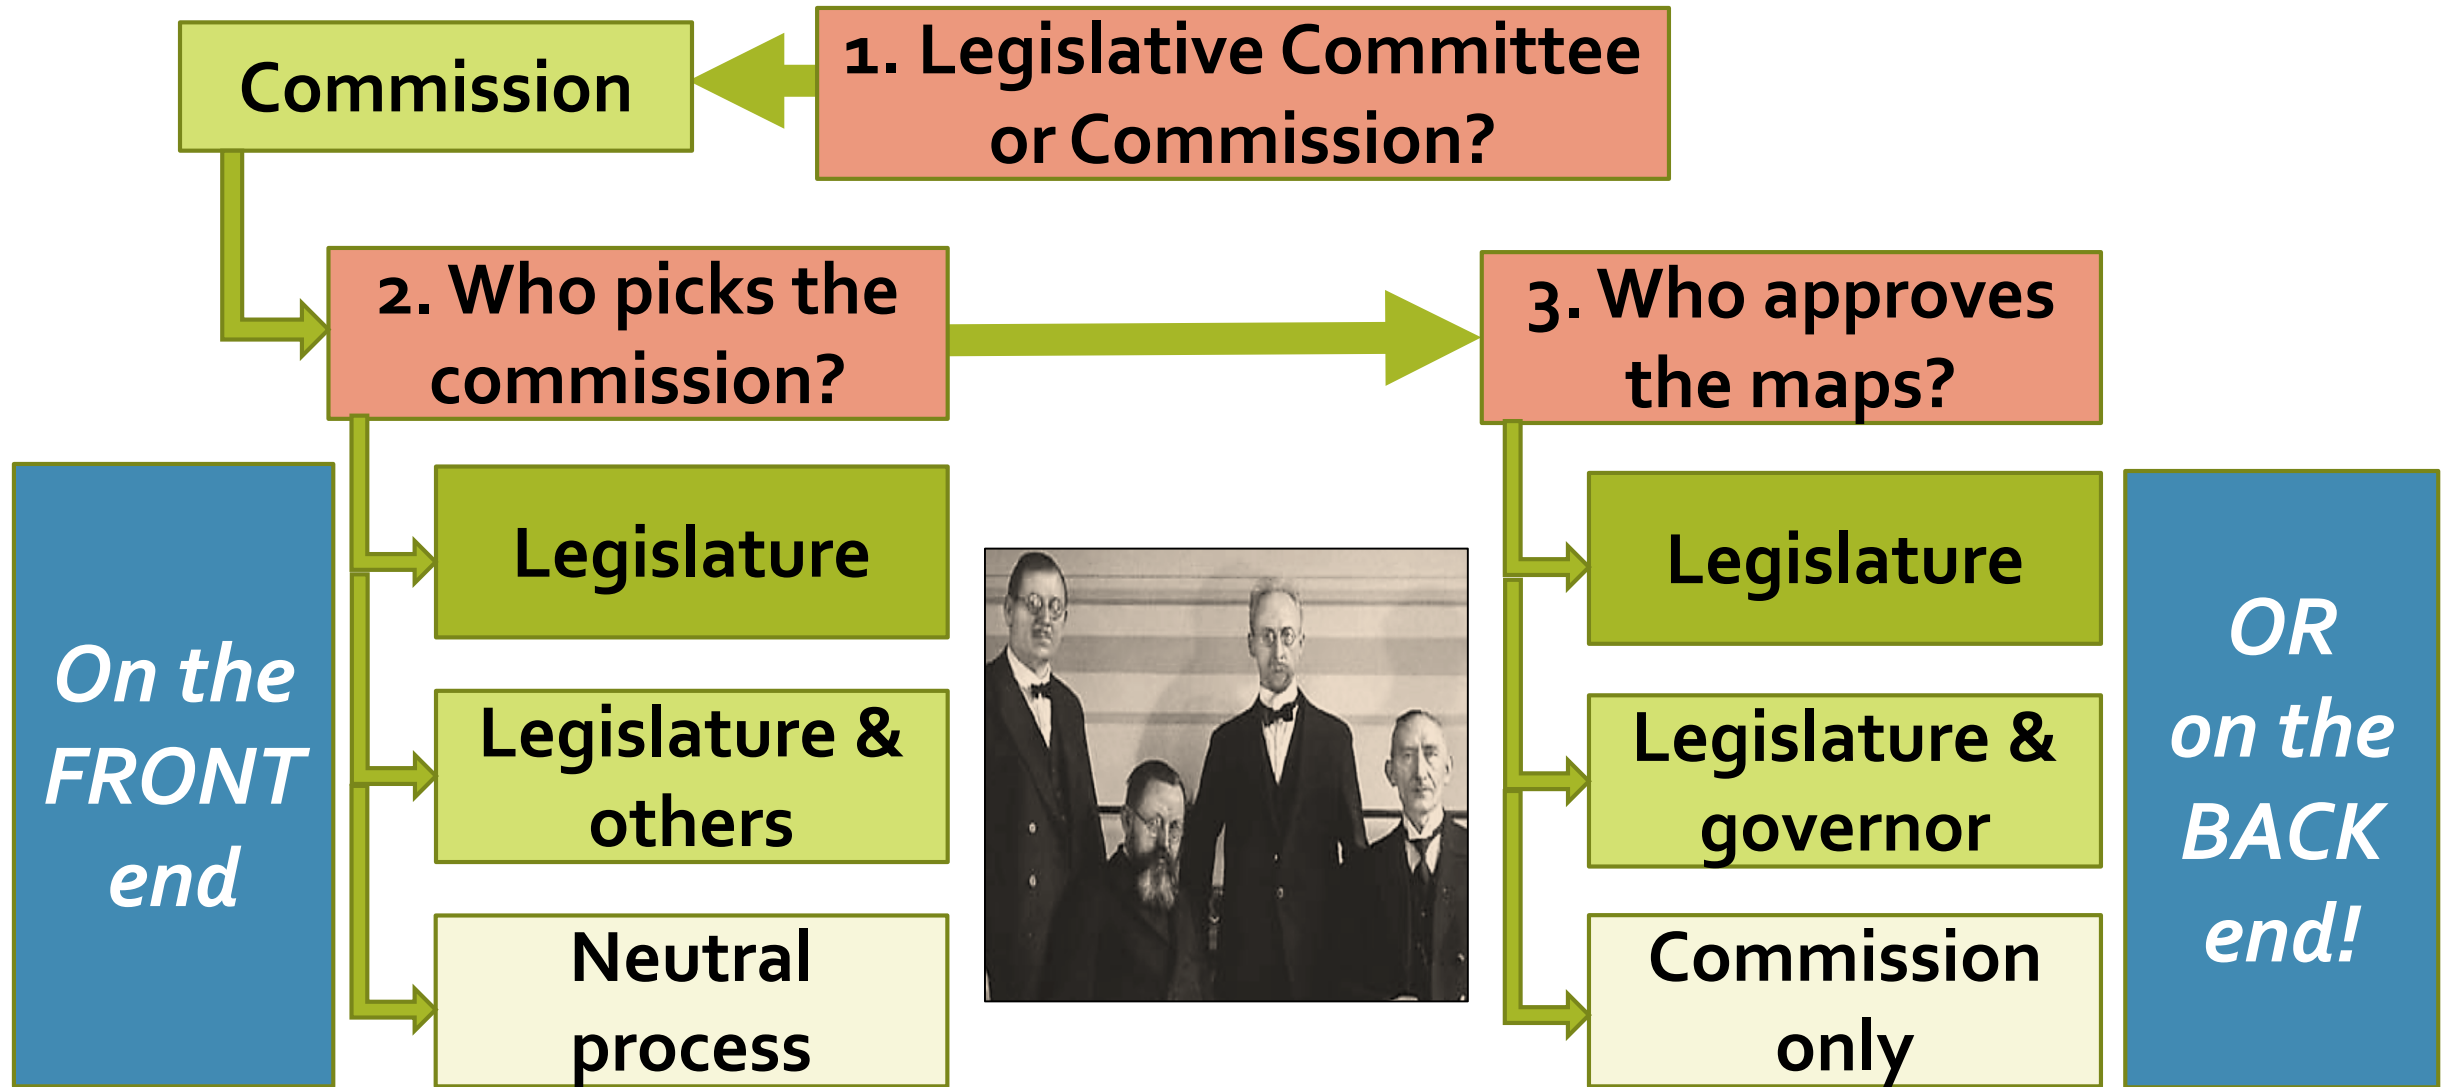 Commission
1. Legislative Committee
or Commission?
2. Who picks the
commission?
3. Who approves
the maps?
On the
FRONT
end
Legislature
Legislature &
others
Neutral
process
Legislature
Legislature &
governor
Commission
only
OR
on the
BACK
end!